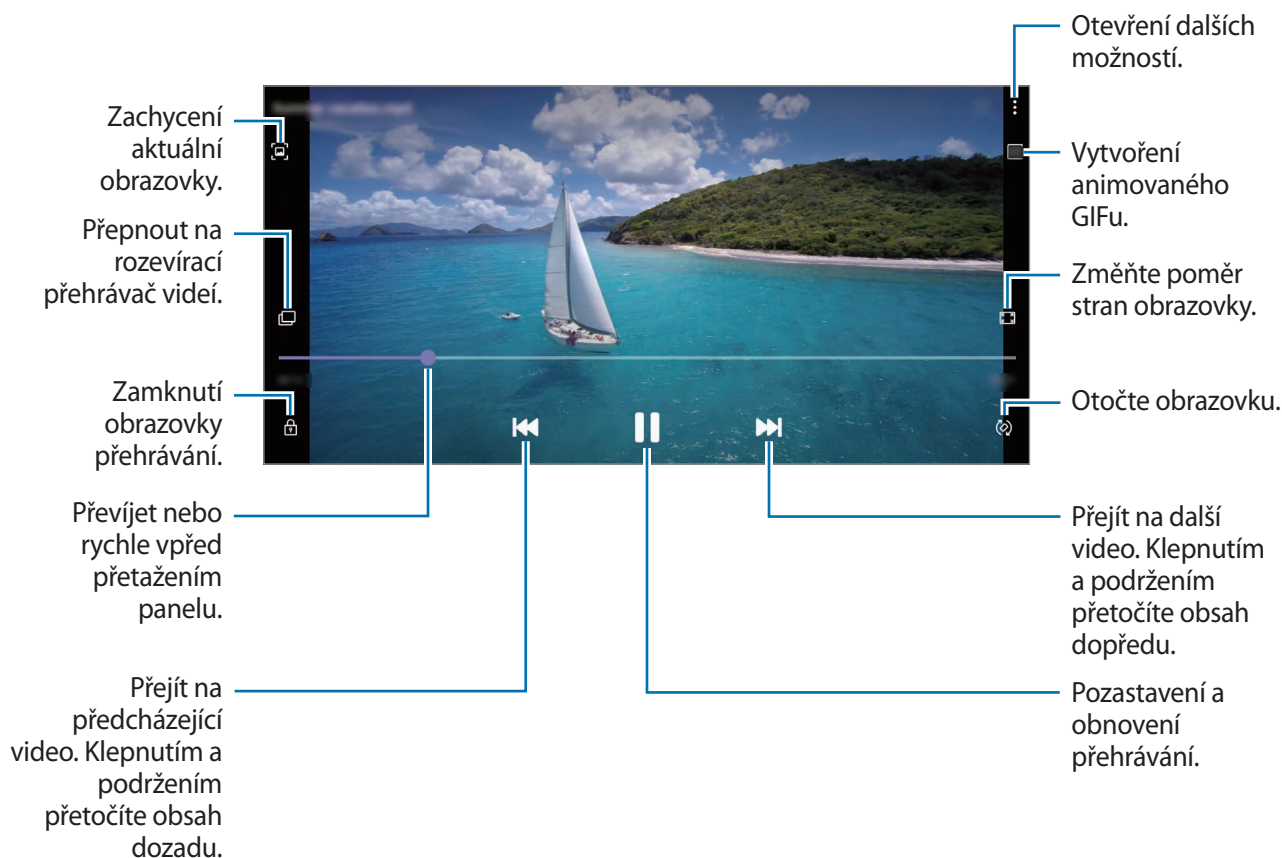 Otevření dalších
možností.
Zachycení
aktuální
obrazovky.
Vytvoření
animovaného
GIFu.
Přepnout na
rozevírací
přehrávač videí.
Změňte poměr
stran obrazovky.
Zamknutí
obrazovky
přehrávání.
Otočte obrazovku.
Převíjet nebo
rychle vpřed
přetažením
panelu.
Přejít na další
video. Klepnutím
a podržením
přetočíte obsah
dopředu.
Přejít na
předcházející
video. Klepnutím a
podržením
přetočíte obsah
dozadu.
Pozastavení a
obnovení
přehrávání.